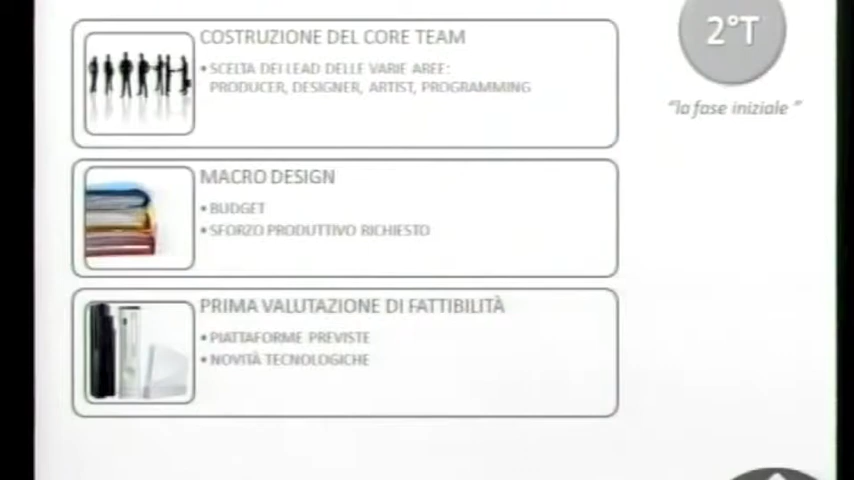 COSTRUZIONE DEL CORE TEAM
• SCELTA DEI LEAD DELLE VARIE AREE:
PRODUCER, DESIGNER, ARTIST, PROGRAMMING
2°T
“la fase iniziale ”
MACRO DESIGN
• BUDGET
• SFORZO PRODUTTIVO RICHIESTO
PRIMA VALUTAZIONE DI FATTIBILITÀ
• PIATTAFORME PREVISTE
• NOVITÀ TECNOLOGICHE